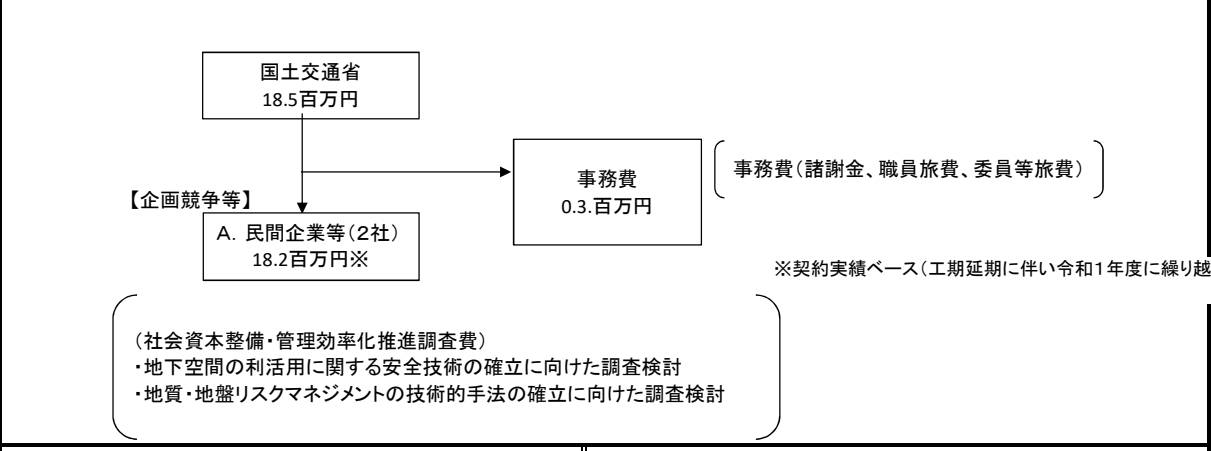 国土交通省
18.5百万円
事務費
0.3.百万円
事務費(諸謝金、職員旅費、委員等旅費)
【企画競争等】
A. 民間企業等(2社)
18.2百万円※
※契約実績ベース(工期延期に伴い令和1年度に繰り越
(社会資本整備・管理効率化推進調査費)
・地下空間の利活用に関する安全技術の確立に向けた調査検討
・地質・地盤リスクマネジメントの技術的手法の確立に向けた調査検討